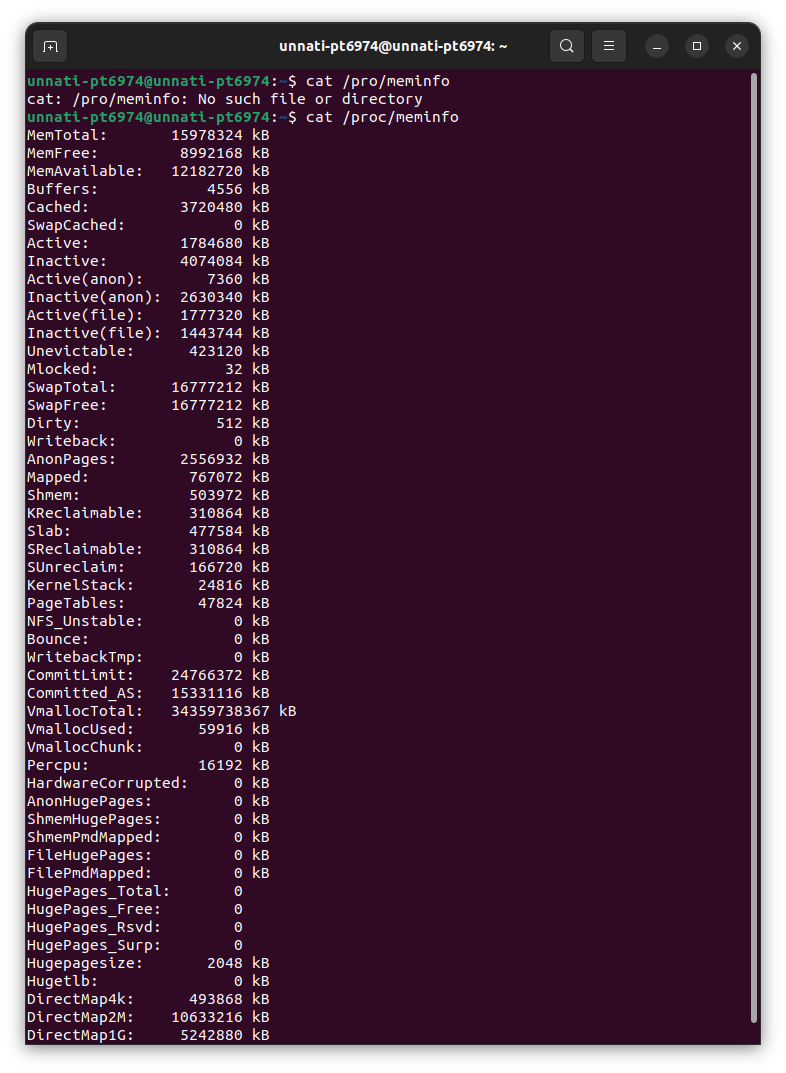 unnati-pt6974@unnati-pt6974: ~
unnati-pt6974@unnati-pt6974:~$ cat /pro/meminfo
cat: /pro/meminfo: No such file or directory
unnati-pt6974@unnati-pt6974:~$ cat /proc/meminfo
MemTotal:       15978324 kB
MemFree:         8992168 kB
MemAvailable:   12182720 kB
Buffers:            4556 kB
Cached:          3720480 kB
SwapCached:            0 kB
Active:          1784680 kB
Inactive:        4074084 kB
Active(anon):       7360 kB
Inactive(anon):  2630340 kB
Active(file):    1777320 kB
Inactive(file):  1443744 kB
Unevictable:      423120 kB
Mlocked:              32 kB
SwapTotal:      16777212 kB
SwapFree:       16777212 kB
Dirty:               512 kB
Writeback:             0 kB
AnonPages:       2556932 kB
Mapped:           767072 kB
Shmem:            503972 kB
KReclaimable:     310864 kB
Slab:             477584 kB
SReclaimable:     310864 kB
SUnreclaim:       166720 kB
KernelStack:       24816 kB
PageTables:        47824 kB
NFS_Unstable:          0 kB
Bounce:                0 kB
WritebackTmp:          0 kB
CommitLimit:    24766372 kB
Committed_AS:   15331116 kB
VmallocTotal:   34359738367 kB
VmallocUsed:       59916 kB
VmallocChunk:          0 kB
Percpu:            16192 kB
HardwareCorrupted:     0 kB
AnonHugePages:         0 kB
ShmemHugePages:        0 kB
ShmemPmdMapped:        0 kB
FileHugePages:         0 kB
FilePmdMapped:         0 kB
HugePages_Total:       0
HugePages_Free:        0
HugePages_Rsvd:        0
HugePages_Surp:        0
Hugepagesize:       2048 kB
Hugetlb:               0 kB
DirectMap4k:      493868 kB
DirectMap2M:    10633216 kB
DirectMap1G:     5242880 kB